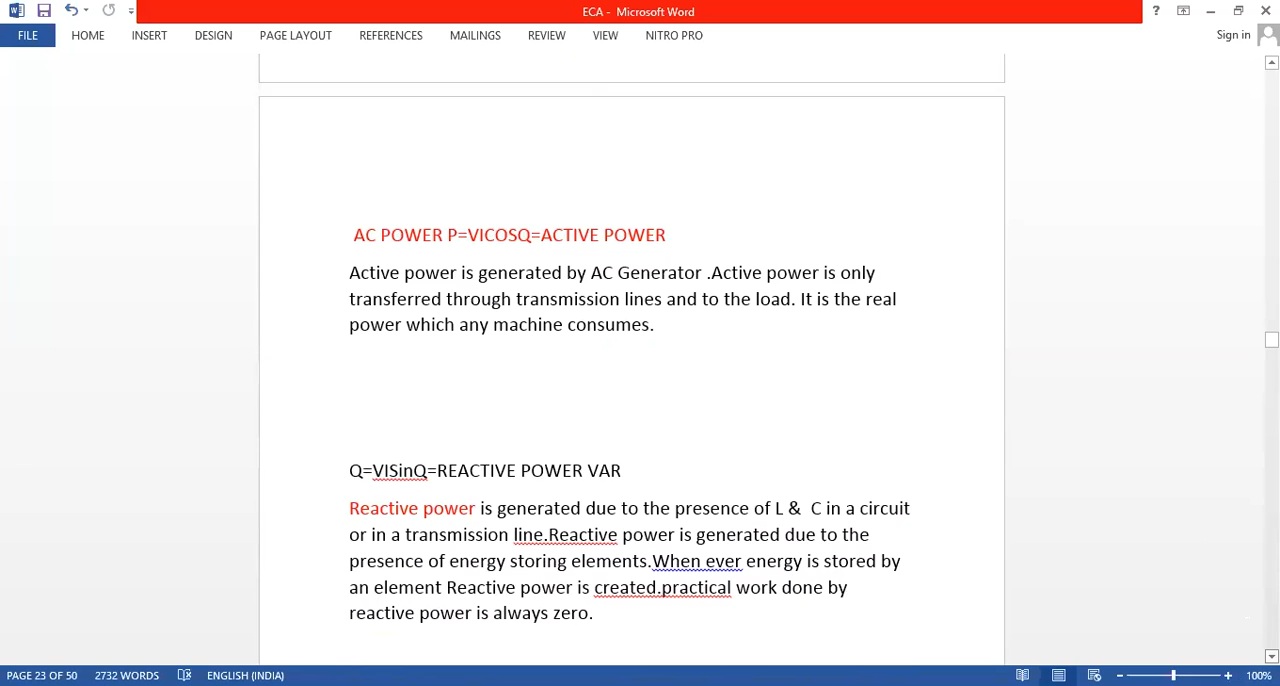 ECA - Microsoft Word
?
FILE HOME INSERT DESIGN PAGE LAYOUT REFERENCES MAILINGS REVIEW VIEW NITRO PRO Sign in
AC POWER P=VICOSQ=ACTIVE POWER
Active power is generated by AC Generator .Active power is only
transferred through transmission lines and to the load. It is the real
power which any machine consumes.
Q=VISinQ=REACTIVE POWER VAR
Reactive power is generated due to the presence of L & C in a circuit
or in a transmission line.Reactive power is generated due to the
presence of energy storing elements.When ever energy is stored by
an element Reactive power is created.practical work done by
reactive power is always zero.
PAGE 23 OF 50 2732 WORDS ENGLISH (INDIA) 100%